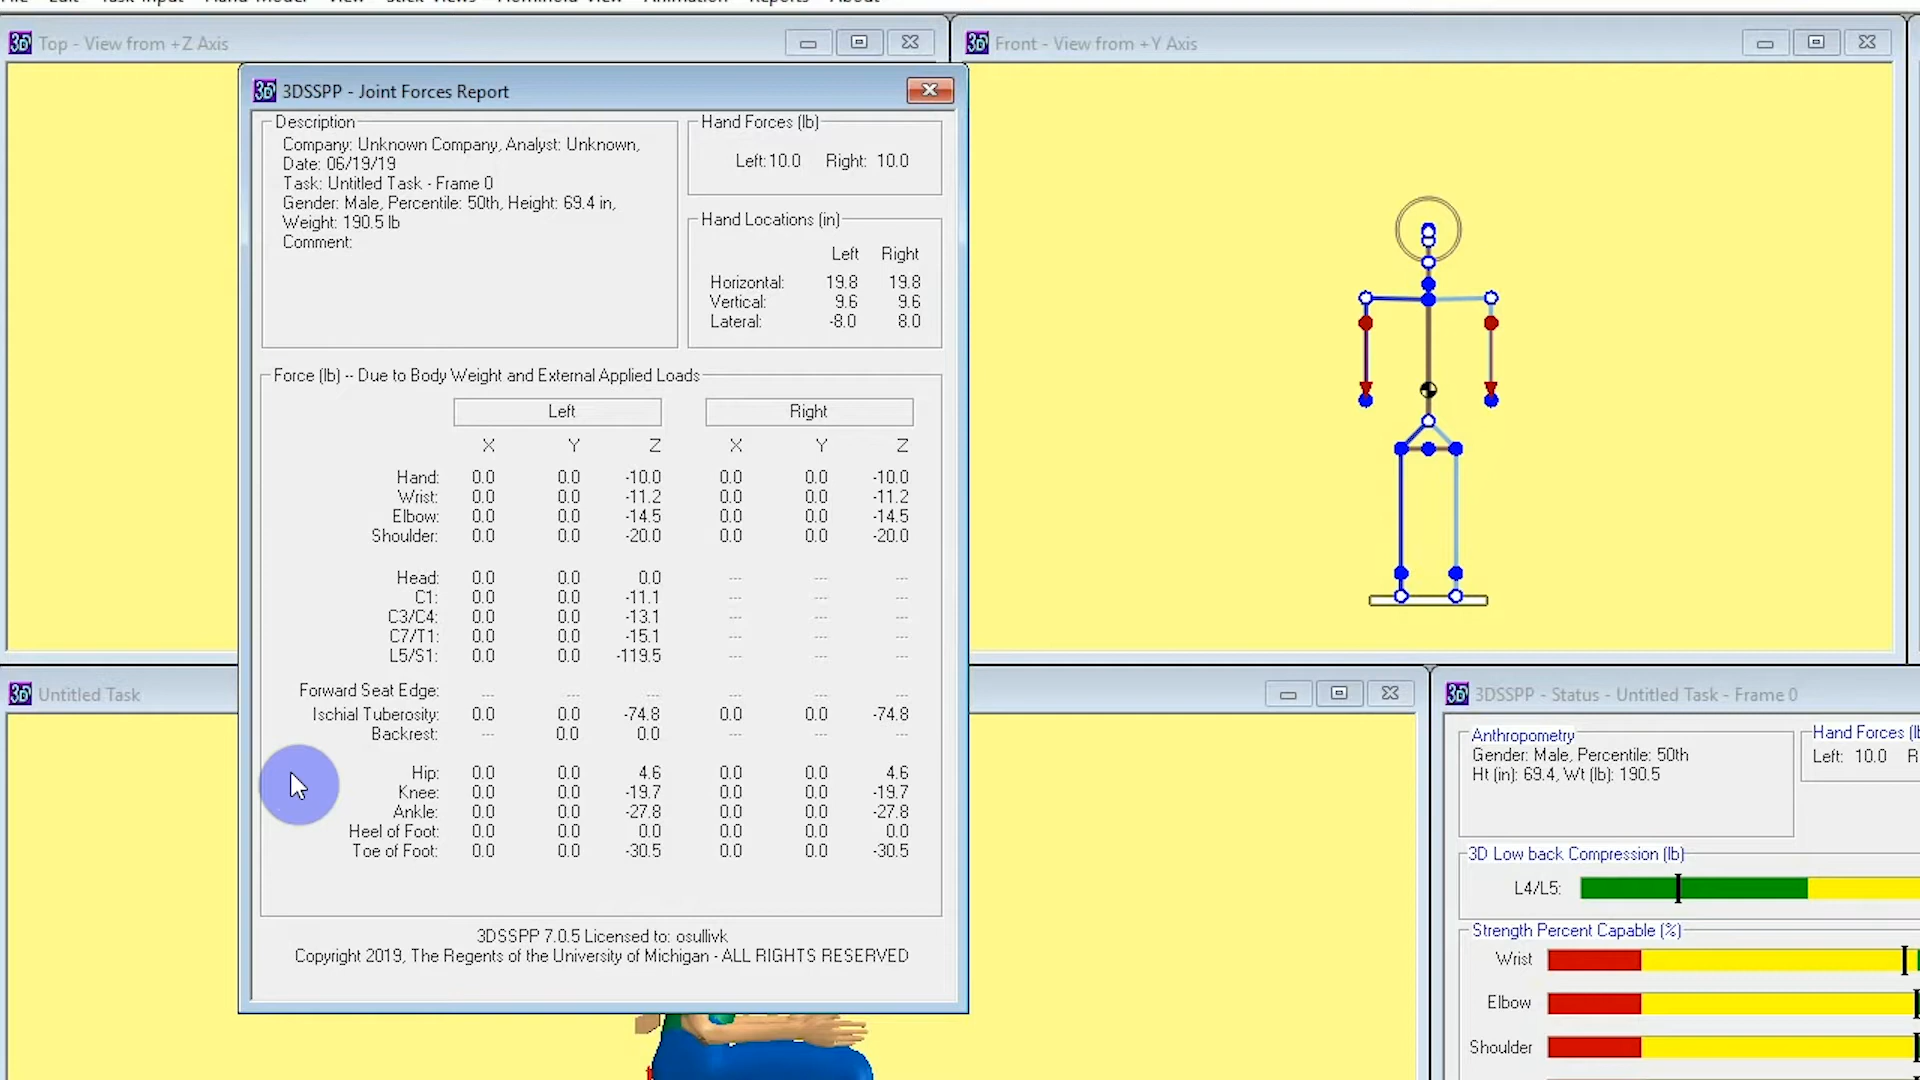 File Edit Task-Input Hand Model View Stick Views Hominoid View Animation Reports About
Top - View from +Z Axis
Front - View from +Y Axis
3DSSPP - Joint Forces Report
Description
Company: Unknown Company, Analyst: Unknown,
Date: 06/19/19
Task: Untitled Task - Frame 0
Gender: Male, Percentile: 50th, Height: 69.4 in,
Weight: 190.5 lb
Comment:
Hand Forces (lb)
Left: 10.0 Right: 10.0
Hand Locations (in)
Left Right
Horizontal: 19.8 19.8
Vertical: 9.6 9.6
Lateral: -8.0 8.0
Force (lb) -- Due to Body Weight and External Applied Loads
Left Right
X Y Z X Y Z
Hand: 0.0 0.0 -10.0 0.0 0.0 -10.0
Wrist: 0.0 0.0 -11.2 0.0 0.0 -11.2
Elbow: 0.0 0.0 -14.5 0.0 0.0 -14.5
Shoulder: 0.0 0.0 -20.0 0.0 0.0 -20.0
Head: 0.0 0.0 0.0 --- --- ---
C1: 0.0 0.0 -11.1 --- --- ---
C3/C4: 0.0 0.0 -13.1 --- --- ---
C7/T1: 0.0 0.0 -15.1 --- --- ---
L5/S1: 0.0 0.0 -119.5 --- --- ---
Forward Seat Edge: --- --- --- --- --- ---
Ischial Tuberosity: 0.0 0.0 -74.8 0.0 0.0 -74.8
Backrest: --- 0.0 0.0 --- --- ---
Hip: 0.0 0.0 4.6 0.0 0.0 4.6
Knee: 0.0 0.0 -19.7 0.0 0.0 -19.7
Ankle: 0.0 0.0 -27.8 0.0 0.0 -27.8
Heel of Foot: 0.0 0.0 0.0 0.0 0.0 0.0
Toe of Foot: 0.0 0.0 -30.5 0.0 0.0 -30.5
3DSSPP 7.0.5 Licensed to: osullivk
Copyright 2019, The Regents of the University of Michigan - ALL RIGHTS RESERVED
Untitled Task
3DSSPP - Status - Untitled Task - Frame 0
Anthropometry
Gender: Male, Percentile: 50th
Ht (in): 69.4, Wt (lb): 190.5
Hand Forces (l
Left: 10.0 R
3D Low back Compression (lb)
L4/L5:
Strength Percent Capable (%)
Wrist
Elbow
Shoulder